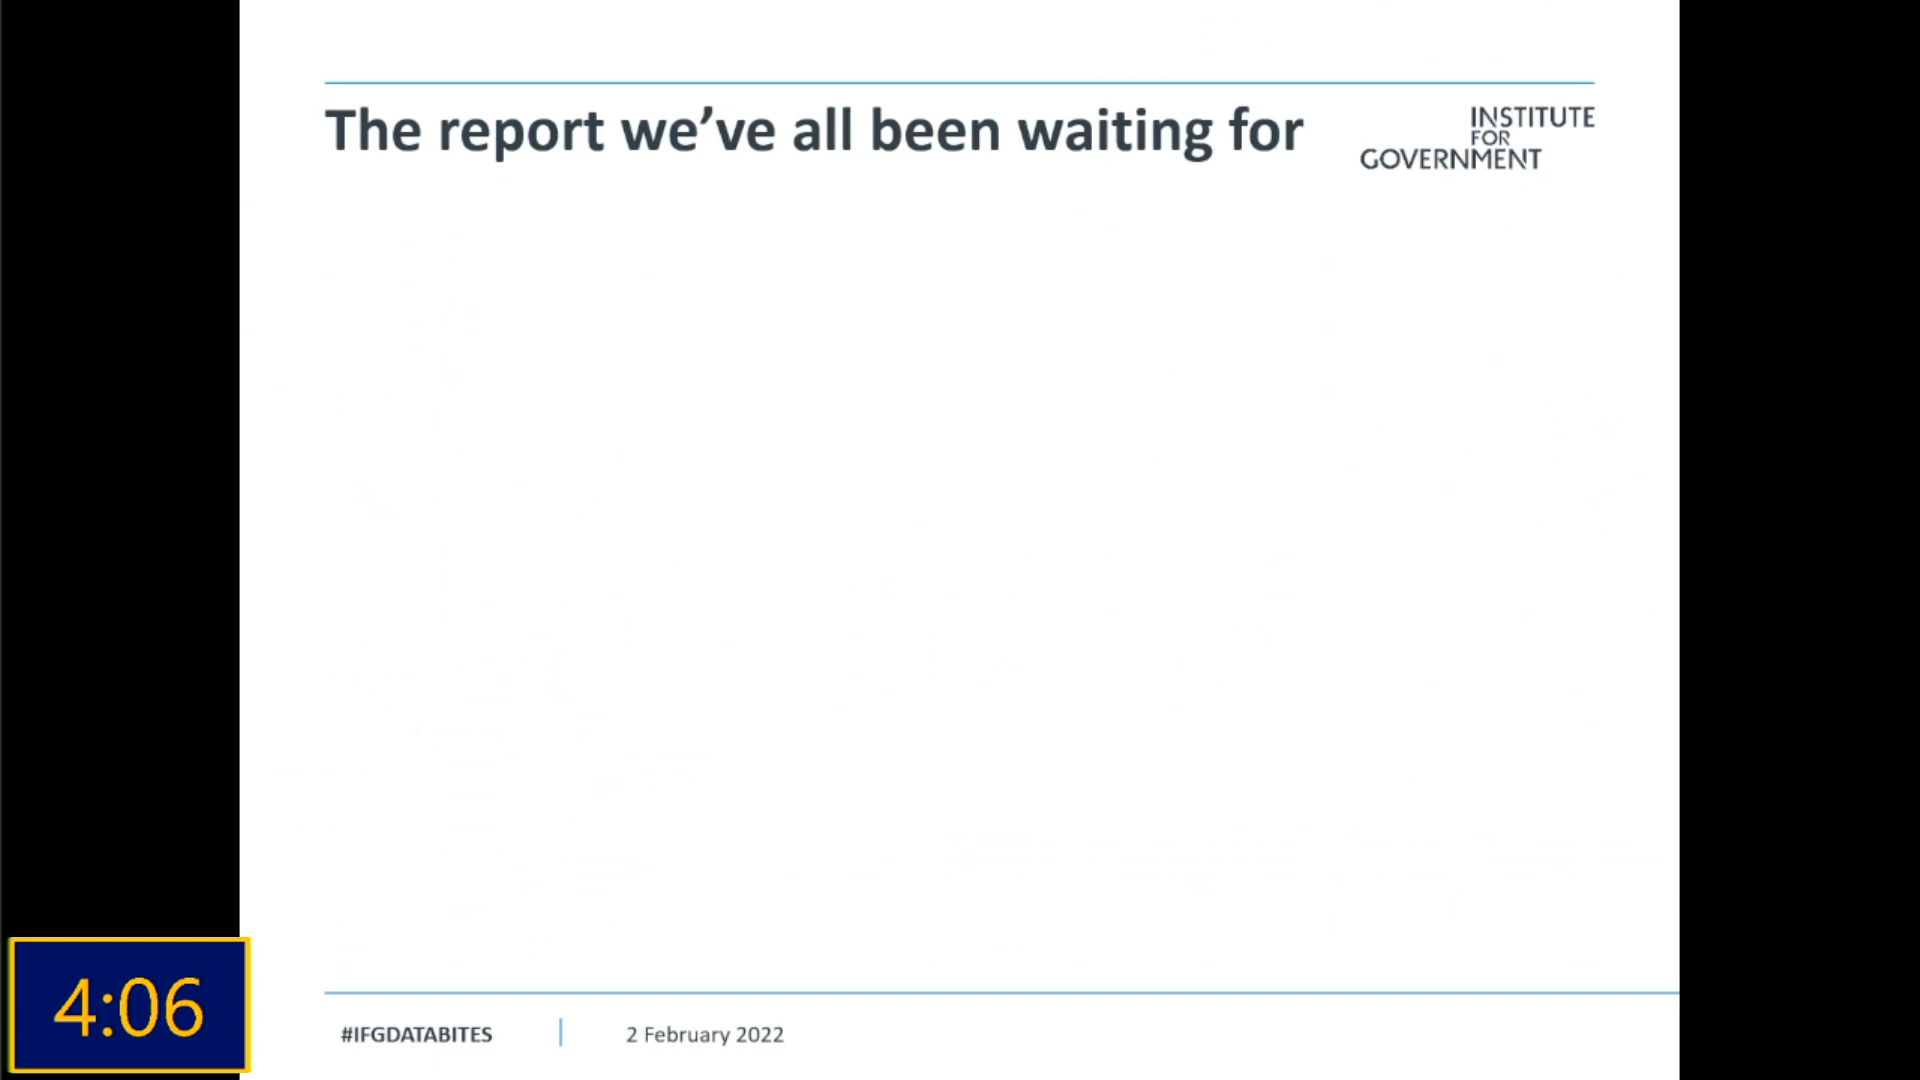 The report we’ve all been waiting for
INSTITUTE
FOR
GOVERNMENT
4:06
#IFGDATABITES
2 February 2022